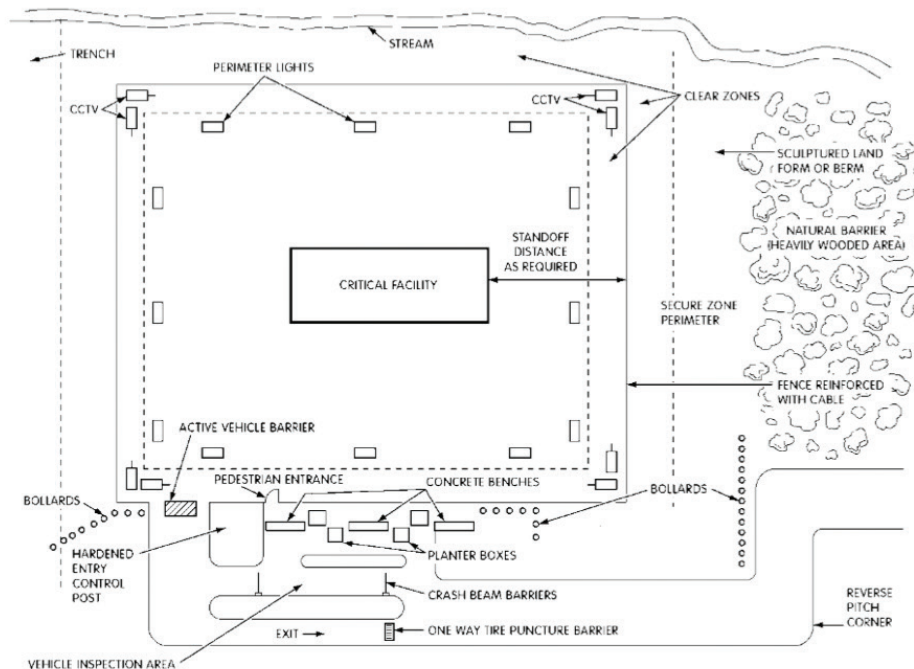 STREAM
TRENCH
PERIMETER LIGHTS
CCTV
CCTV
CLEAR ZONES
SCULPTURED LAND
FORM OR BERM
NATURAL BARRIER
(HEAVILY WOODED AREA)
STANDOFF
DISTANCE
AS REQUIRED
CRITICAL FACILITY
SECURE ZONE
PERIMETER
FENCE REINFORCED
WITH CABLE
ACTIVE VEHICLE BARRIER
PEDESTRIAN ENTRANCE
CONCRETE BENCHES
BOLLARDS
BOLLARDS
HARDENED
ENTRY
CONTROL
POST
PLANTER BOXES
CRASH BEAM BARRIERS
REVERSE
PITCH
CORNER
EXIT
ONE WAY TIRE PUNCTURE BARRIER
VEHICLE INSPECTION AREA